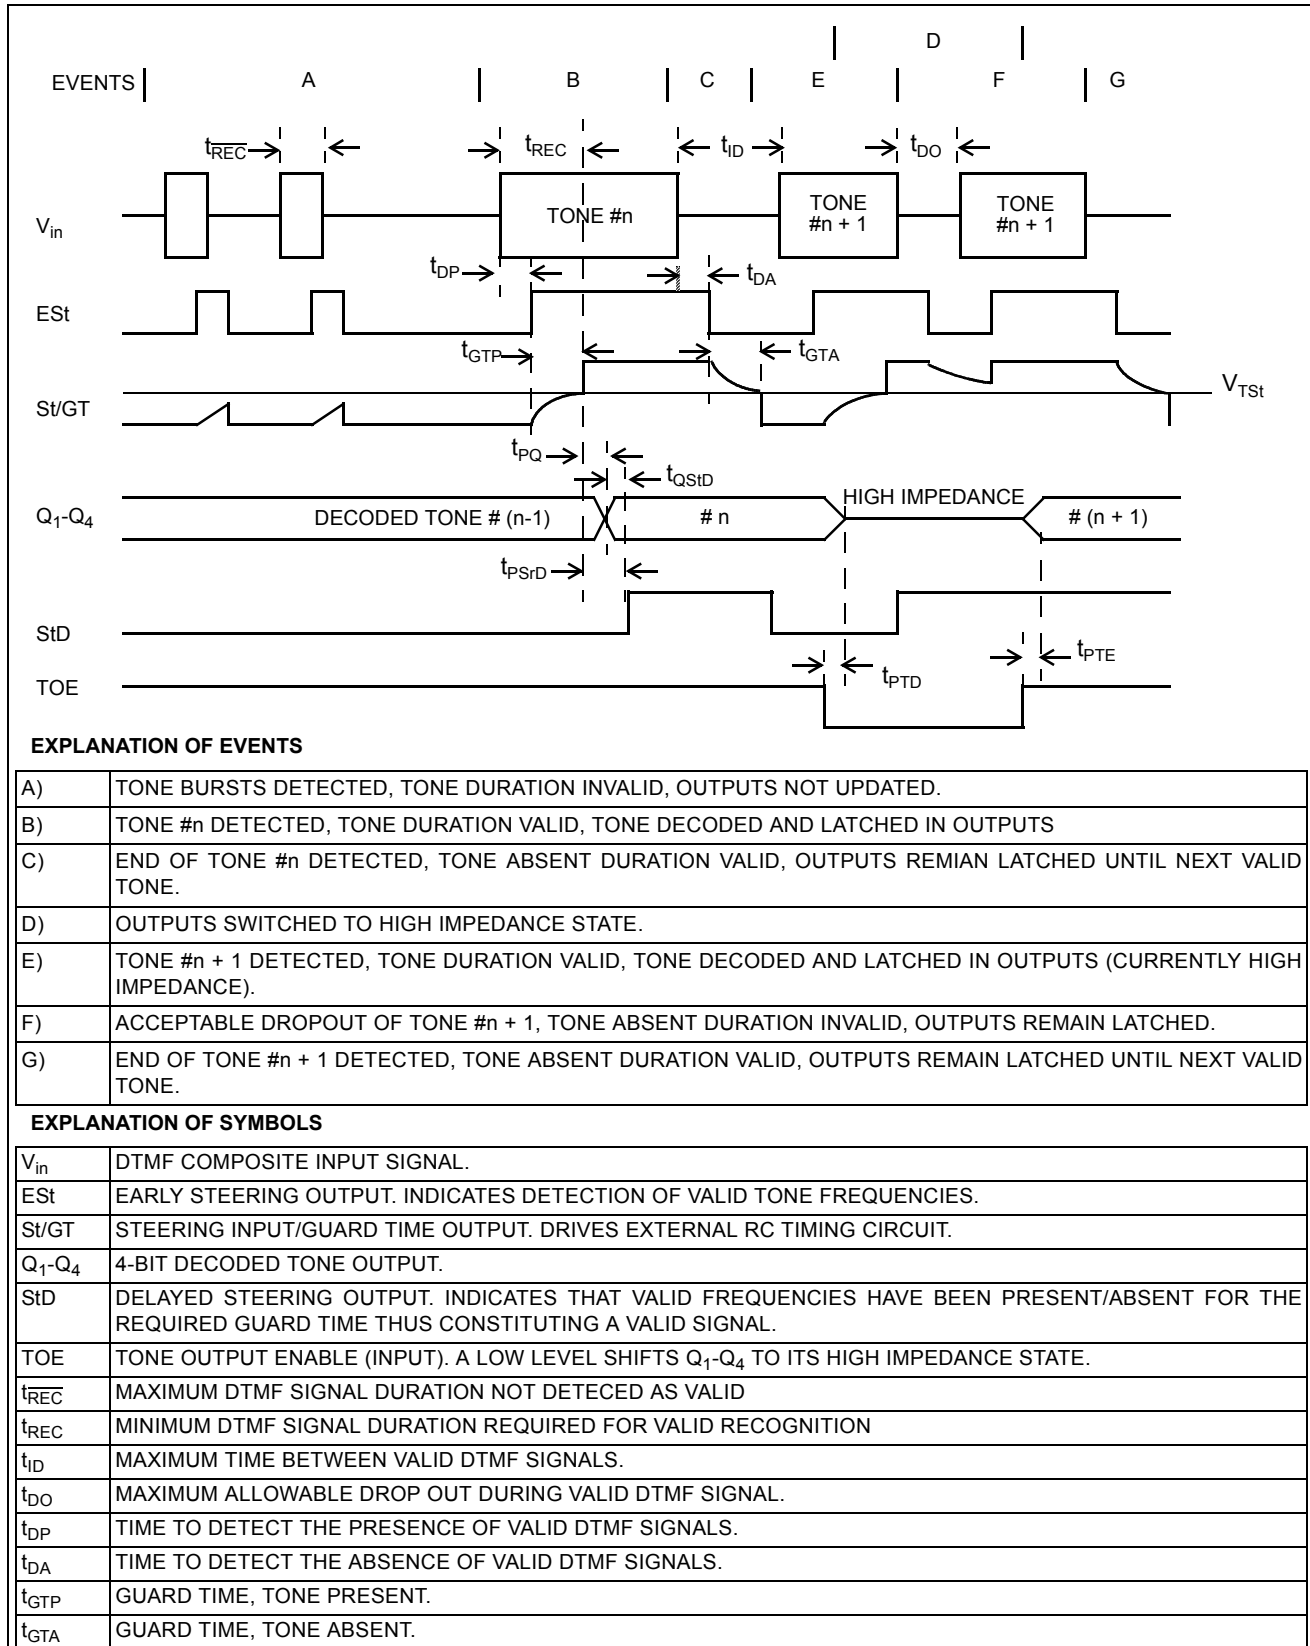 D
EVENTS A B C E F G
tREC tREC tID tDO
Vin TONE #n TONE #n + 1 TONE #n + 1
tDP tDA
ESt
tGTP tGTA
St/GT VTSt
tPQ tQStD
Q1-Q4 DECODED TONE # (n-1) # n HIGH IMPEDANCE # (n + 1)
tPSrD
StD
tPTE
tPTD
TOE
EXPLANATION OF EVENTS
A) TONE BURSTS DETECTED, TONE DURATION INVALID, OUTPUTS NOT UPDATED.
B) TONE #n DETECTED, TONE DURATION VALID, TONE DECODED AND LATCHED IN OUTPUTS
C) END OF TONE #n DETECTED, TONE ABSENT DURATION VALID, OUTPUTS REMIAN LATCHED UNTIL NEXT VALID
TONE.
D) OUTPUTS SWITCHED TO HIGH IMPEDANCE STATE.
E) TONE #n + 1 DETECTED, TONE DURATION VALID, TONE DECODED AND LATCHED IN OUTPUTS (CURRENTLY HIGH
IMPEDANCE).
F) ACCEPTABLE DROPOUT OF TONE #n + 1, TONE ABSENT DURATION INVALID, OUTPUTS REMAIN LATCHED.
G) END OF TONE #n + 1 DETECTED, TONE ABSENT DURATION VALID, OUTPUTS REMAIN LATCHED UNTIL NEXT VALID
TONE.
EXPLANATION OF SYMBOLS
Vin DTMF COMPOSITE INPUT SIGNAL.
ESt EARLY STEERING OUTPUT. INDICATES DETECTION OF VALID TONE FREQUENCIES.
St/GT STEERING INPUT/GUARD TIME OUTPUT. DRIVES EXTERNAL RC TIMING CIRCUIT.
Q1-Q4 4-BIT DECODED TONE OUTPUT.
StD DELAYED STEERING OUTPUT. INDICATES THAT VALID FREQUENCIES HAVE BEEN PRESENT/ABSENT FOR THE
REQUIRED GUARD TIME THUS CONSTITUTING A VALID SIGNAL.
TOE TONE OUTPUT ENABLE (INPUT). A LOW LEVEL SHIFTS Q1-Q4 TO ITS HIGH IMPEDANCE STATE.
tREC MAXIMUM DTMF SIGNAL DURATION NOT DETECED AS VALID
tREC MINIMUM DTMF SIGNAL DURATION REQUIRED FOR VALID RECOGNITION
tID MAXIMUM TIME BETWEEN VALID DTMF SIGNALS.
tDO MAXIMUM ALLOWABLE DROP OUT DURING VALID DTMF SIGNAL.
tDP TIME TO DETECT THE PRESENCE OF VALID DTMF SIGNALS.
tDA TIME TO DETECT THE ABSENCE OF VALID DTMF SIGNALS.
tGTP GUARD TIME, TONE PRESENT.
tGTA GUARD TIME, TONE ABSENT.